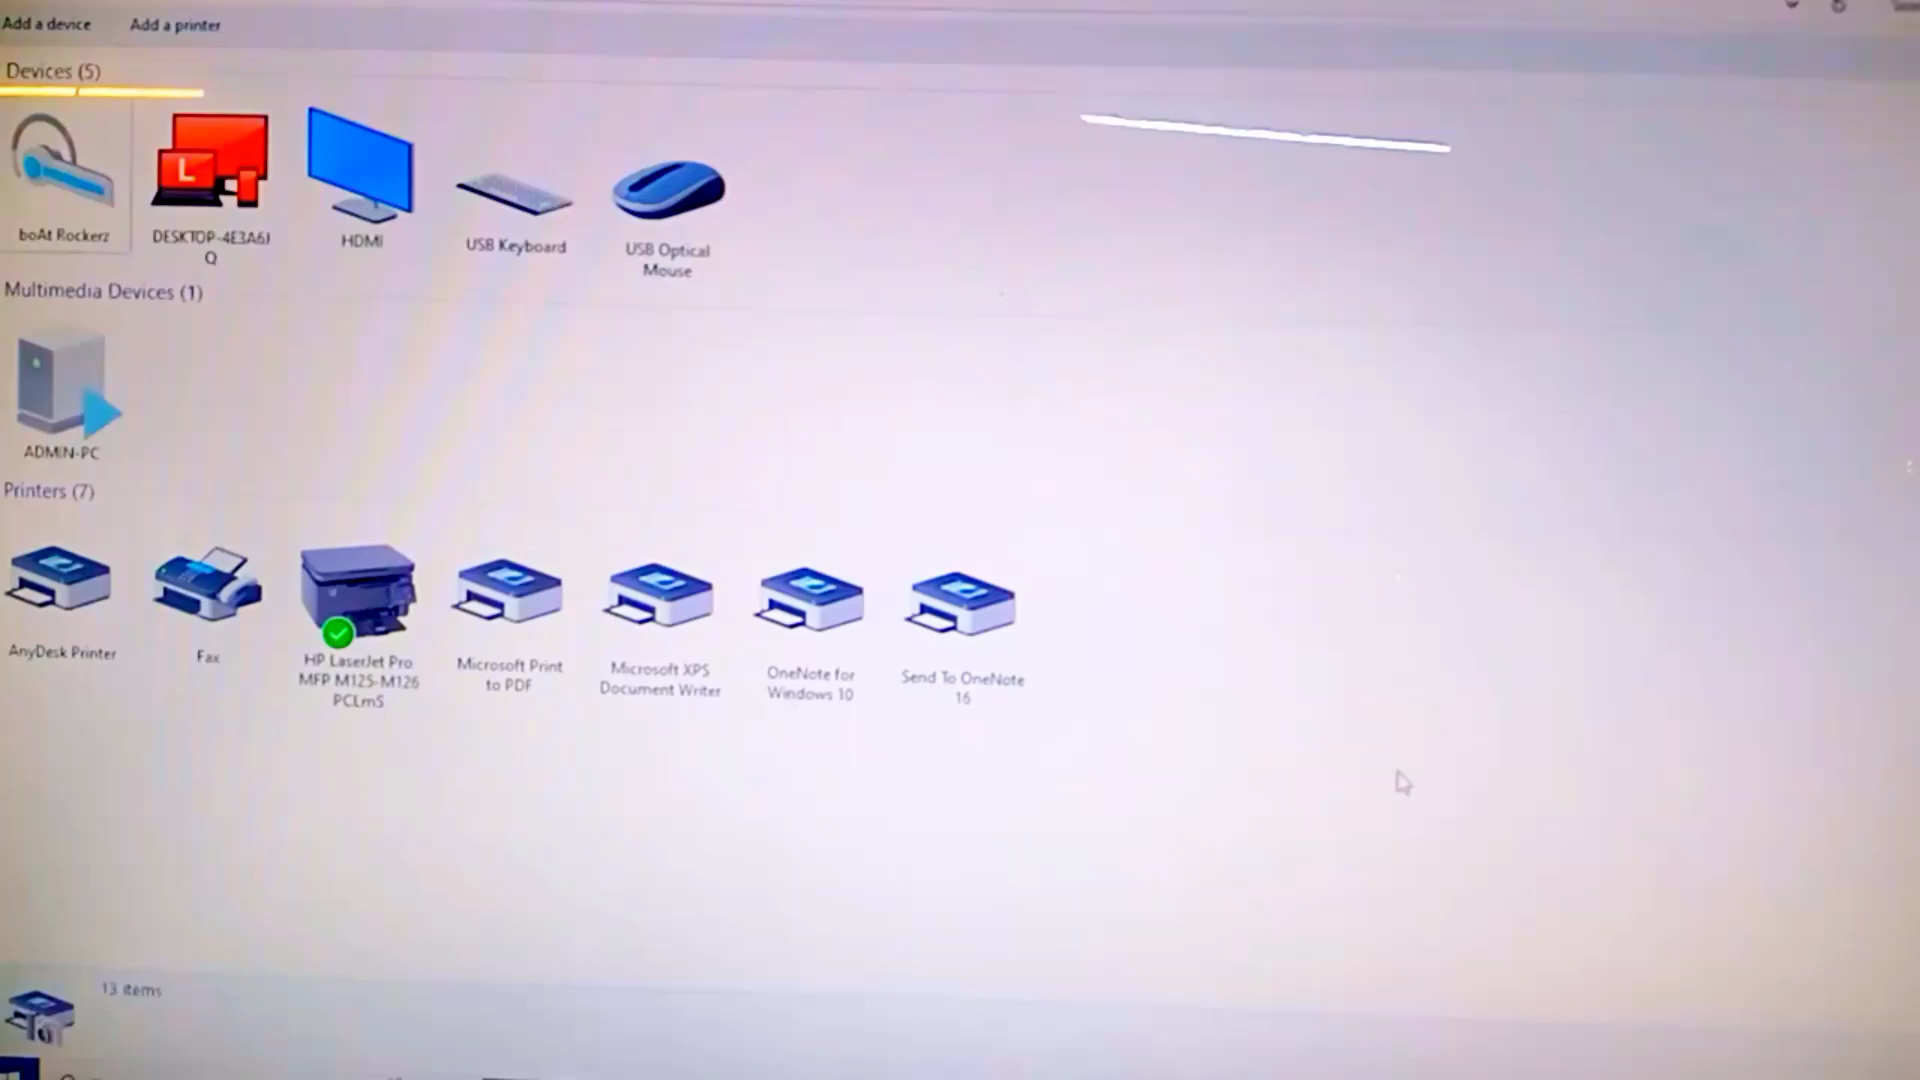 Add a device Add a printer
Devices (5)
L
boAt Rockerz
DESKTOP-4E3A6J
Q
HDMI
USB Keyboard
USB Optical
Mouse
Multimedia Devices (1)
ADMIN-PC
Printers (7)
AnyDesk Printer
Fax
HP LaserJet Pro
MFP M125-M126
PCLmS
Microsoft Print
to PDF
Microsoft XPS
Document Writer
OneNote for
Windows 10
Send To OneNote
16
13 items